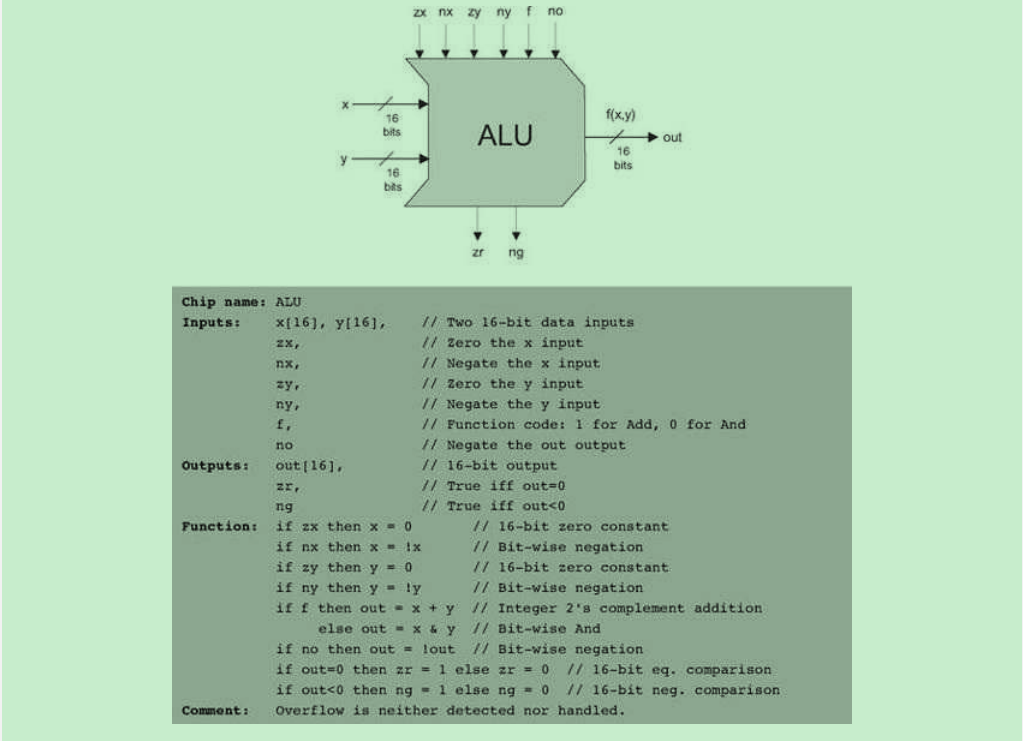 zx nx zy ny f no
x
16
bits
y
16
bits
ALU
f(x,y)
out
16
bits
zr ng
Chip name: ALU
Inputs: x[16], y[16], // Two 16-bit data inputs
zx, // Zero the x input
nx, // Negate the x input
zy, // Zero the y input
ny, // Negate the y input
f, // Function code: 1 for Add, 0 for And
no // Negate the out output
Outputs: out[16], // 16-bit output
zr, // True iff out=0
ng // True iff out<0
Function: if zx then x = 0 // 16-bit zero constant
if nx then x = !x // Bit-wise negation
if zy then y = 0 // 16-bit zero constant
if ny then y = !y // Bit-wise negation
if f then out = x + y // Integer 2's complement addition
else out = x & y // Bit-wise And
if no then out = !out // Bit-wise negation
if out=0 then zr = 1 else zr = 0 // 16-bit eq. comparison
if out<0 then ng = 1 else ng = 0 // 16-bit neg. comparison
Comment: Overflow is neither detected nor handled.